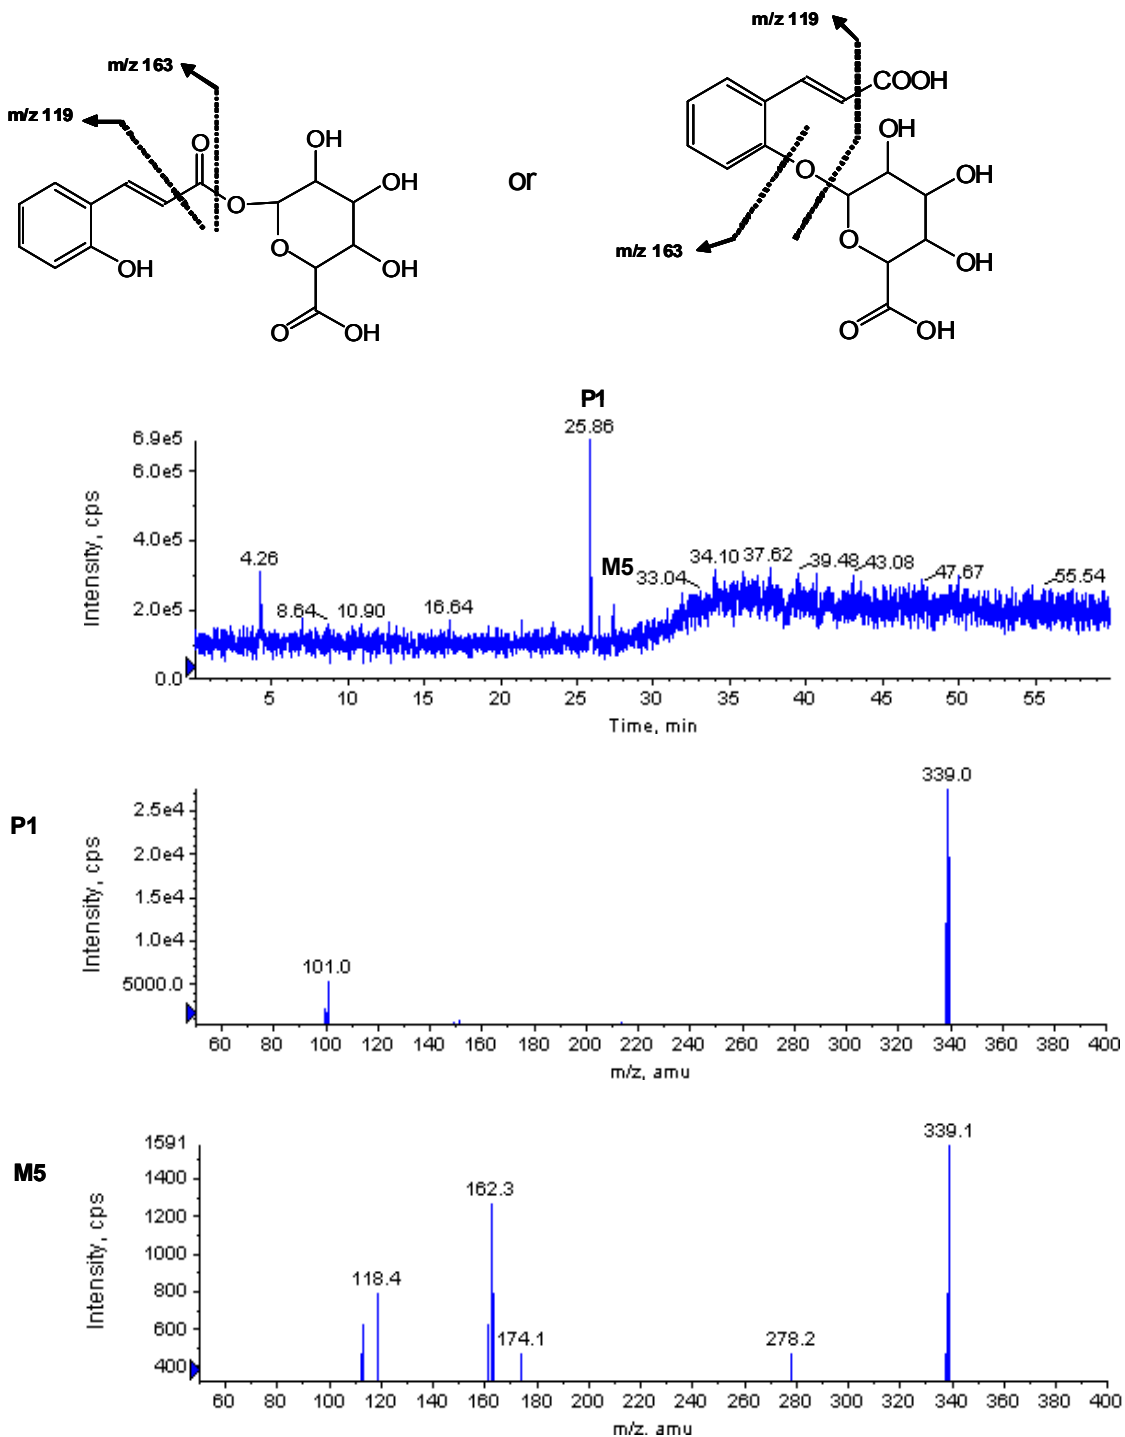 m/z 119
m/z 163
m/z 119
O
OH
OH
O
O
OH
OH
O
OH
or
COOH
OH
O
OH
m/z 163
O
OH
O
OH
P1
25.86
6.9e5
6.0e5
4.0e5
2.0e5
0.0
Intensity, cps
4.26
8.64
10.90
16.64
M5
33.04
34.10
37.62
39.48
43.08
47.67
55.54
5 10 15 20 25 30 35 40 45 50 55
Time, min
P1
339.0
2.5e4
2.0e4
1.5e4
1.0e4
5000.0
Intensity, cps
101.0
60 80 100 120 140 160 180 200 220 240 260 280 300 320 340 360 380 400
m/z, amu
M5
339.1
1591
1400
1200
1000
800
600
400
Intensity, cps
162.3
118.4
174.1
278.2
60 80 100 120 140 160 180 200 220 240 260 280 300 320 340 360 380 400
m/z, amu